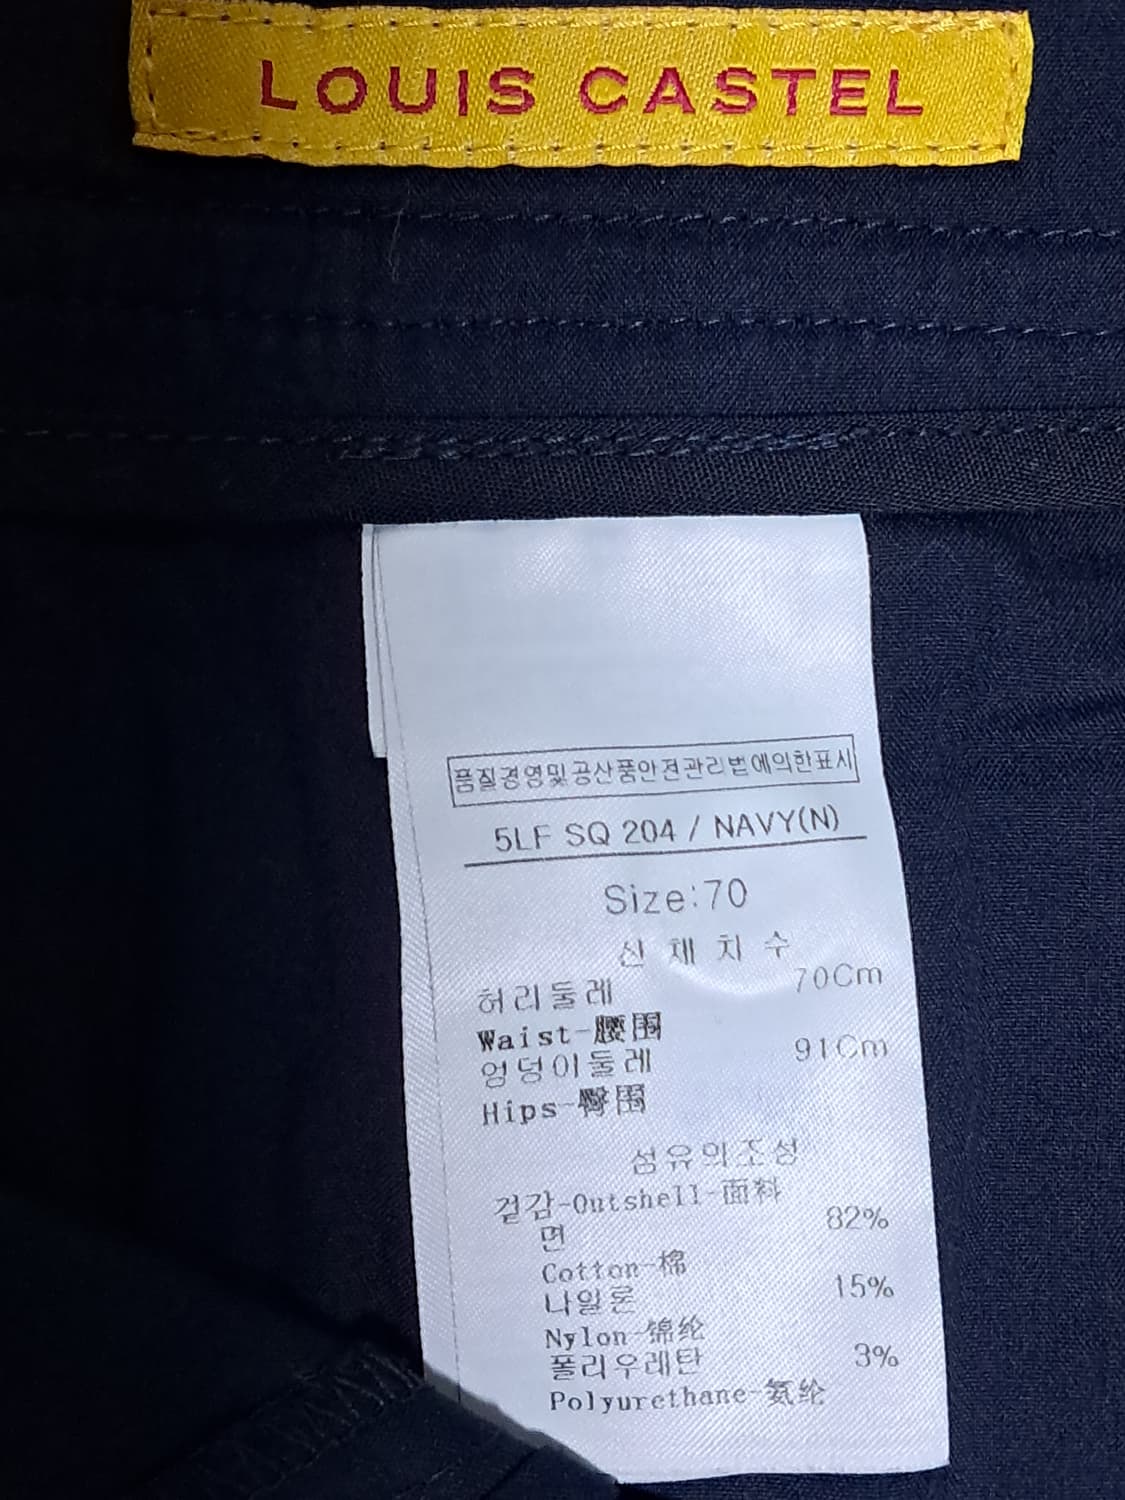 LOUIS CASTEL
품질경영및공산품안전관리법에의한표시
5LF SQ 204 / NAVY(N)
Size:70
신 체 치 수
허리둘레 70Cm
Waist-腰围
엉덩이둘레 91Cm
Hips-臀围
섬유의조성
겉감-Outshell-面料
면 82%
Cotton-棉
나일론 15%
Nylon-锦纶
폴리우레탄 3%
Polyurethane-氨纶